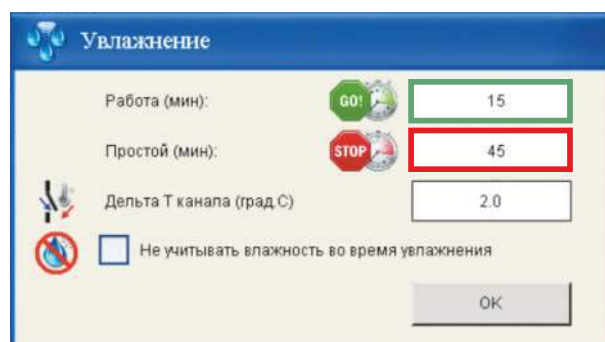 Увлажнение
Работа (мин):
GO!
15
Простой (мин):
STOP
45
Дельта Т канала (град.С)
2.0
Не учитывать влажность во время увлажнения
OK